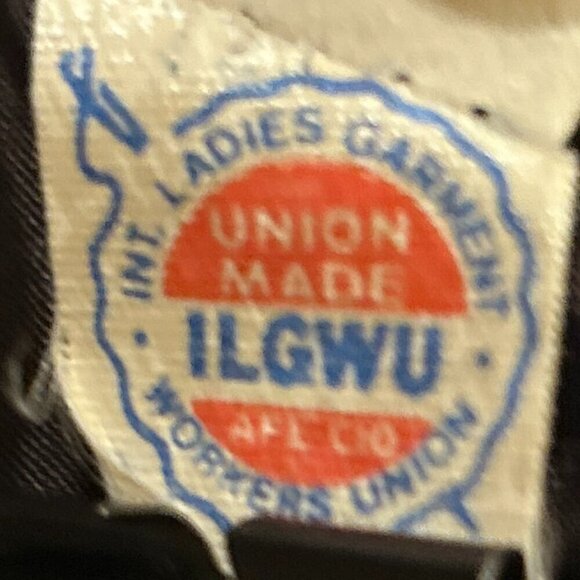 INT. LADIES GARMENT
UNION
MADE
ILGWU
AFL CIO
WORKERS UNION